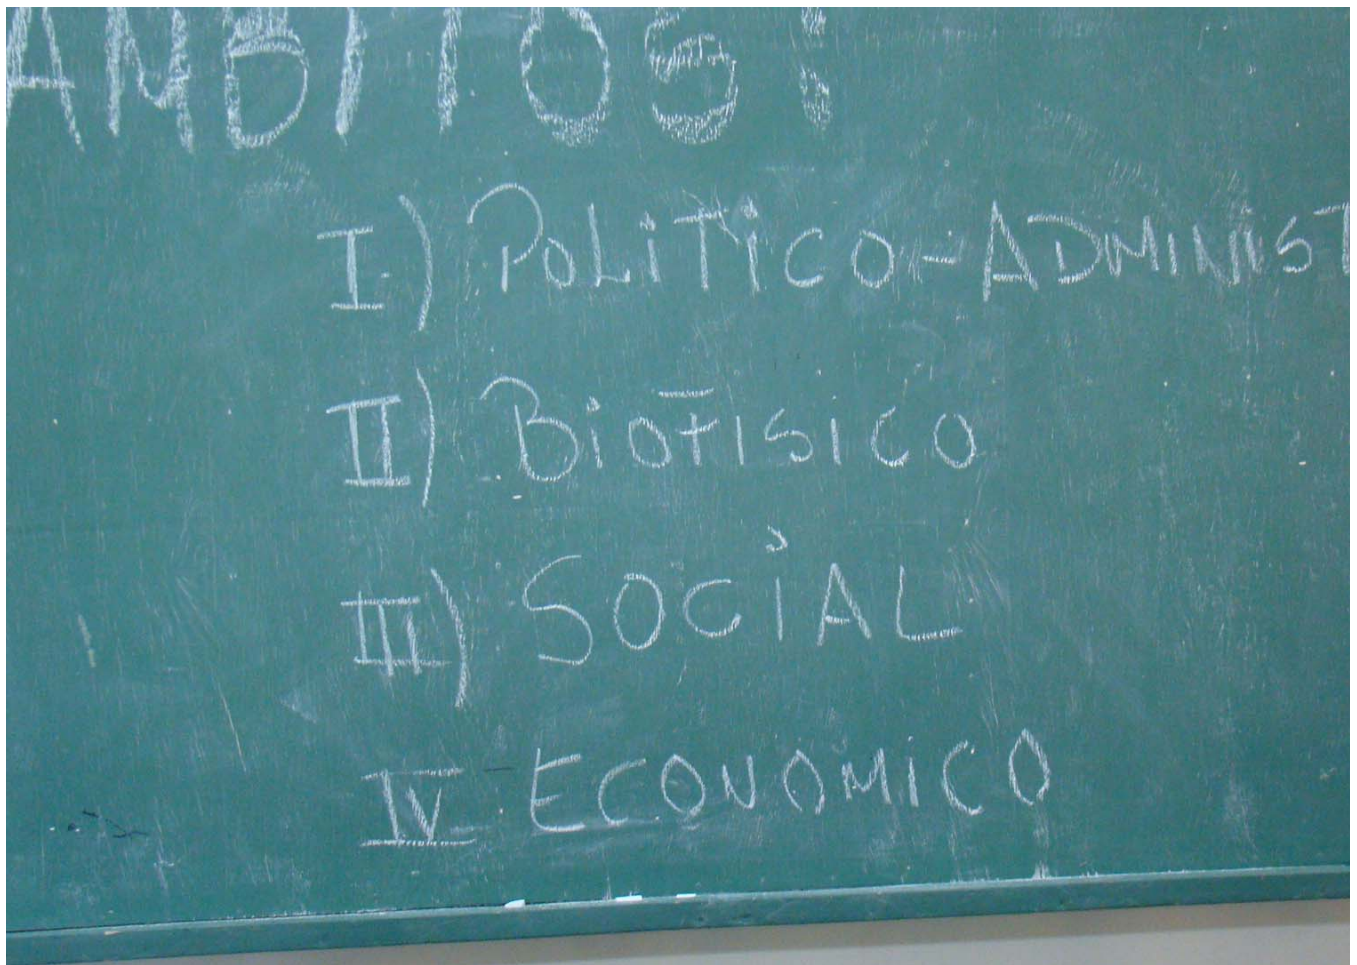 AMBITOS:
I) POLITICO-ADMINIST
II) BIOFISICO
III) SOCIAL
IV ECONOMICO